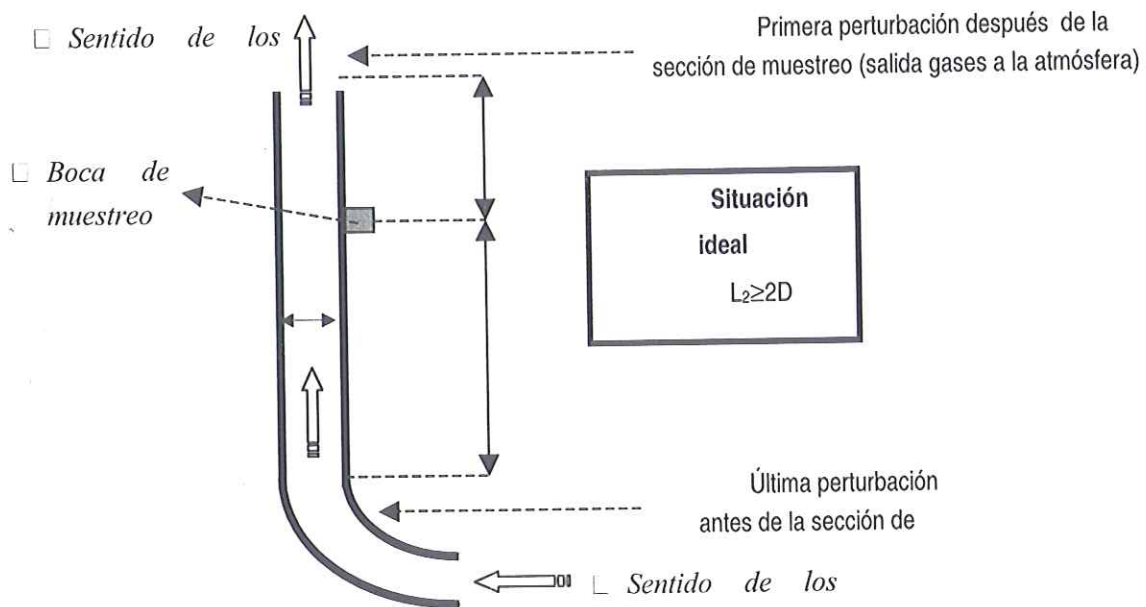 Sentido de los
Primera perturbación después de la
sección de muestreo (salida gases a la atmósfera)
Boca de
muestreo
Situación
ideal
L₂≥2D
Última perturbación
antes de la sección de
Sentido de los